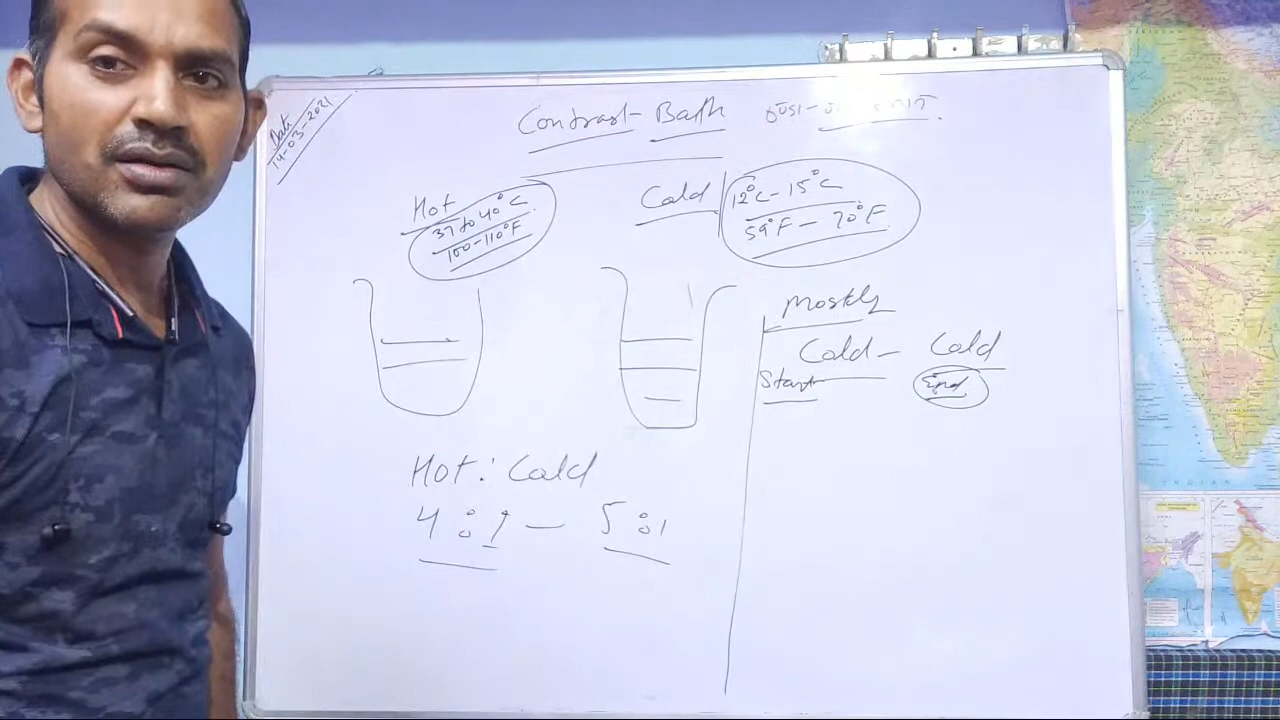 Date
14-03-2021
Contrast-Bath
Hot
37 to 40°C
100-110°F
Cold
12°C-15°C
59°F-70°F
Mostly
Cold- Cold
Start End
Hot : Cold
4:1 - 5:1